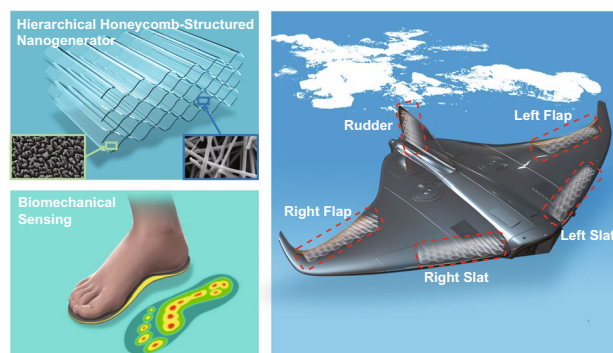 Hierarchical Honeycomb-Structured
Nanogenerator
Biomechanical
Sensing
Rudder
Left Flap
Right Flap
Left Slat
Right Slat